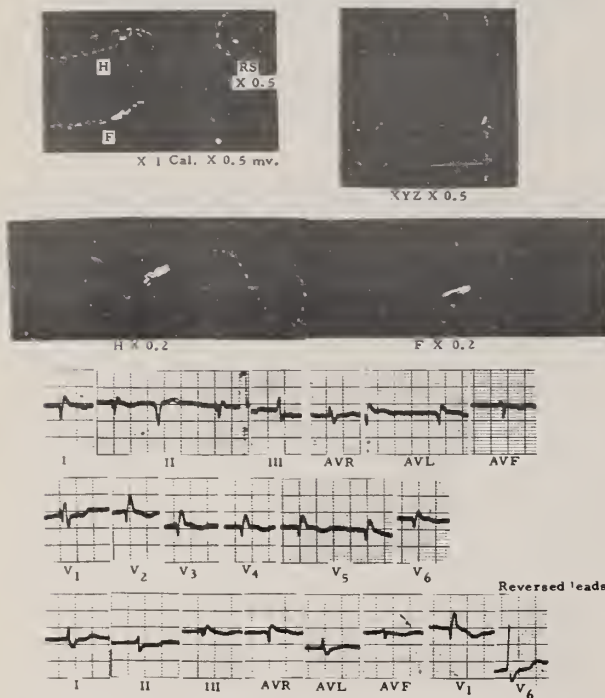 H
RS
X 0.5
F
X 1 Cal. X 0.5 mv.
XYZ X 0.5
H X 0.2
F X 0.2
I II III AVR AVL AVF
V1 V2 V3 V4 V5 V6
Reversed leads
I II III AVR AVL AVF V1 V6